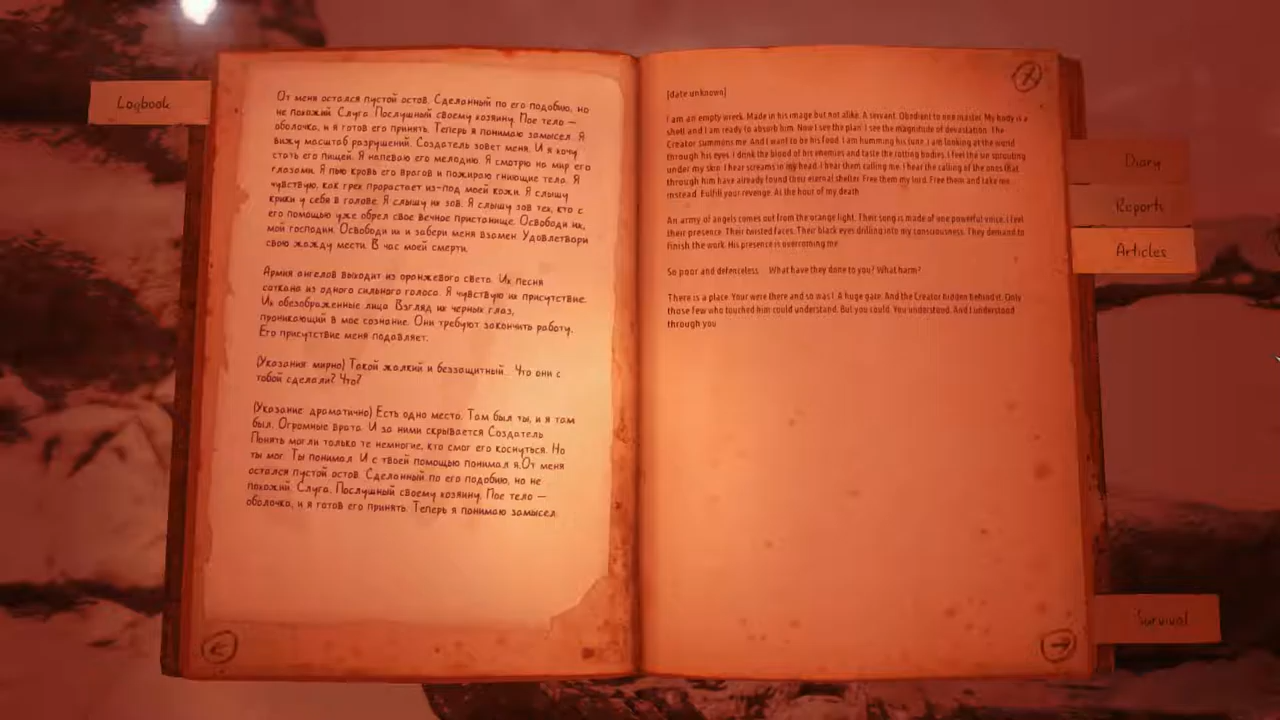 Logbook
От меня остался пустой остов. Сделанный по его подобию, но
не похожий. Слуга. Послушный своему хозяину. Пое тело —
оболочка, и я готов его принять. Теперь я понимаю замысел. Я
вижу масштаб разрушений. Создатель зовет меня. И я хочу
стать его пищей. Я напеваю его мелодию. Я смотрю на мир его
глазами. Я пью кровь его врагов и пожираю гниющие тела. Я
чувствую, как грех прорастает из-под моей кожи. Я слышу
крики у себя в голове. Я слышу их зов. Я слышу зов тех, кто с
его помощью уже обрел свое вечное пристанище. Освободи их,
мой господин. Освободи их и забери меня взамен. Удовлетвори
свою жажду мести. В час моей смерти.
Армия ангелов выходит из оранжевого света. Их песня
соткана из одного сильного голоса. Я чувствую их присутствие.
Их обезображенные лица. Взгляд их черных глаз,
проникающий в мое сознание. Они требуют закончить работу.
Его присутствие меня подавляет.
(Указания: мирно) Такой жалкий и беззащитный... Что они с
тобой сделали? Что?
(Указание: драматично) Есть одно место. Там был ты, и я там
был. Огромные врата. И за ними скрывается Создатель
Понять могли только те немногие, кто смог его коснуться. Но
ты мог. Ты понимал. И с твоей помощью понимал я.От меня
остался пустой остов. Сделанный по его подобию, но не
похожий. Слуга. Послушный своему хозяину. Пое тело —
оболочка, и я готов его принять. Теперь я понимаю замысел.
[date unknown]
I am an empty wreck. Made in his image but not alike. A servant. Obedient to one master. My body is a
shell and I am ready to absorb him. Now I see the plan. I see the magnitude of devastation. The
Creator summons me. And I want to be his food. I am humming his tune, I am looking at the world
through his eyes. I drink the blood of his enemies and taste the rotting bodies. I feel the sin sprouting
under my skin. I hear screams in my head. I hear them calling me. I hear the calling of the ones that
through him have already found their eternal shelter. Free them my lord. Free them and take me
instead. Fulfill your revenge. At the hour of my death.
An army of angels comes out from the orange light. Their song is made of one powerful voice. I feel
their presence. Their twisted faces. Their black eyes drilling into my consciousness. They demand to
finish the work. His presence is overcoming me.
So poor and defenceless... What have they done to you? What harm?
There is a place. Your were there and so was I. A huge gate. And the Creator hidden behind it. Only
those few who touched him could understand. But you could. You understood. And I understood
through you.
Diary
Reports
Articles
Survival